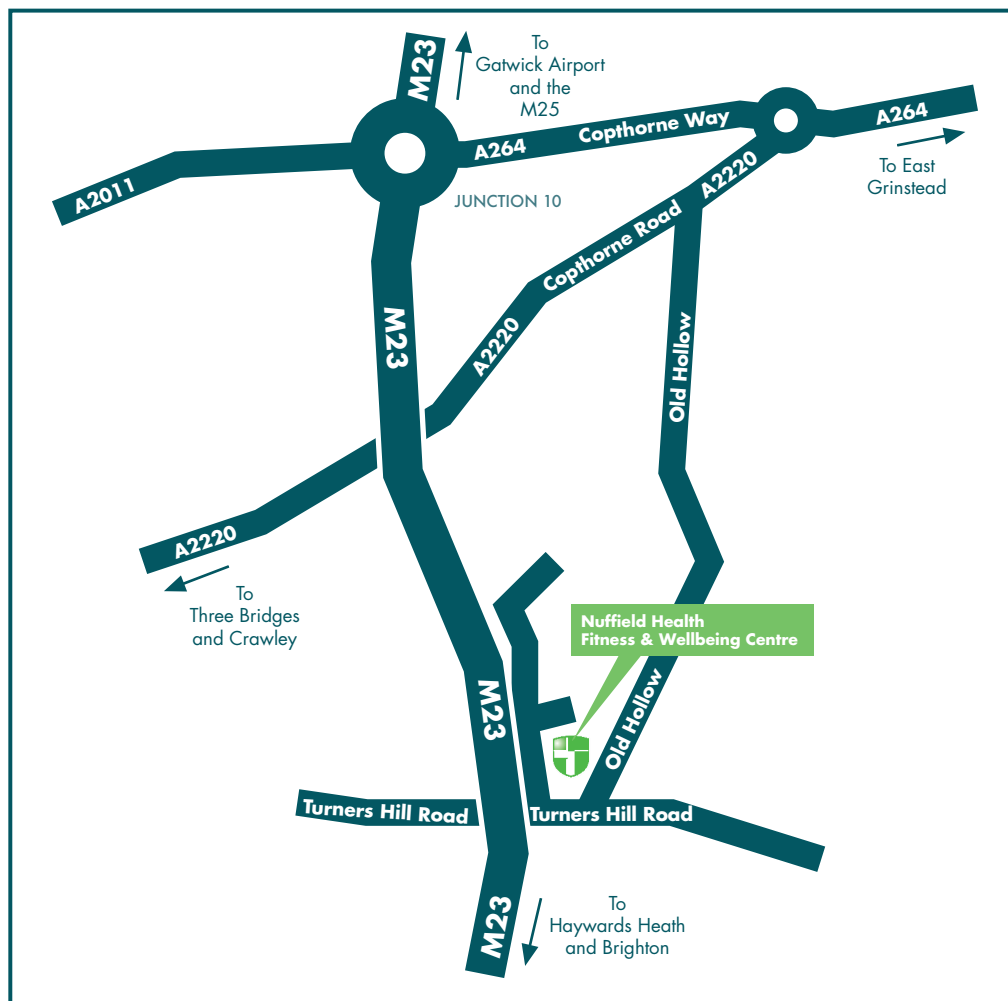 M23
To
Gatwick Airport
and the
M25
A264
Copthorne Way
A264
To East
Grinstead
A2011
JUNCTION 10
A2220
Copthorne Road
M23
A2220
Old Hollow
A2220
To
Three Bridges
and Crawley
Nuffield Health
Fitness & Wellbeing Centre
M23
Old Hollow
Turners Hill Road
Turners Hill Road
M23
To
Haywards Heath
and Brighton